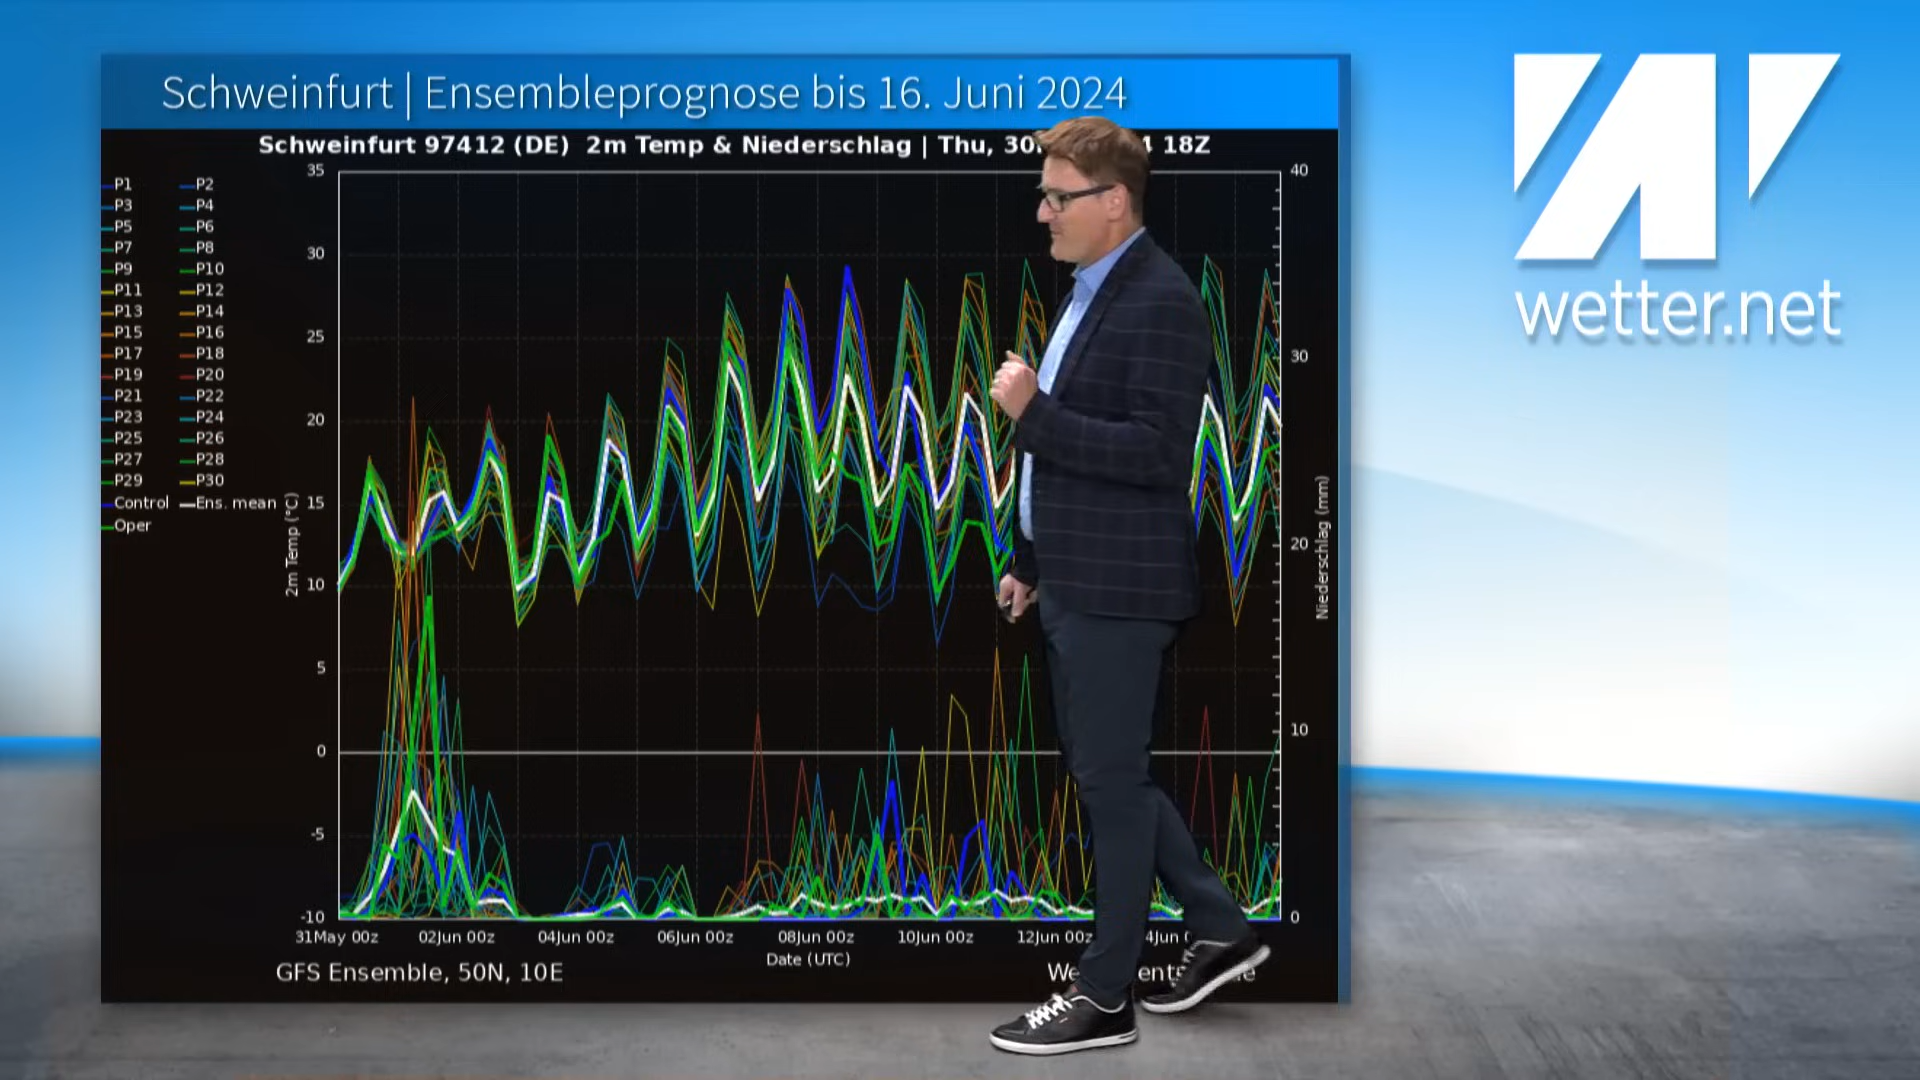 Schweinfurt | Ensembleprognose bis 16. Juni 2024
Schweinfurt 97412 (DE) 2m Temp & Niederschlag | Thu, 30. 4 18Z
P1 P2
P3 P4
P5 P6
P7 P8
P9 P10
P11 P12
P13 P14
P15 P16
P17 P18
P19 P20
P21 P22
P23 P24
P25 P26
P27 P28
P29 P30
Control Ens. mean
Oper
2m Temp (°C)
35
30
25
20
15
10
5
0
-5
-10
40
30
20
10
0
Niederschlag (mm)
31May 00z 02Jun 00z 04Jun 00z 06Jun 00z 08Jun 00z 10Jun 00z 12Jun 00z 4Jun 0
Date (UTC)
GFS Ensemble, 50N, 10E
wetter.net